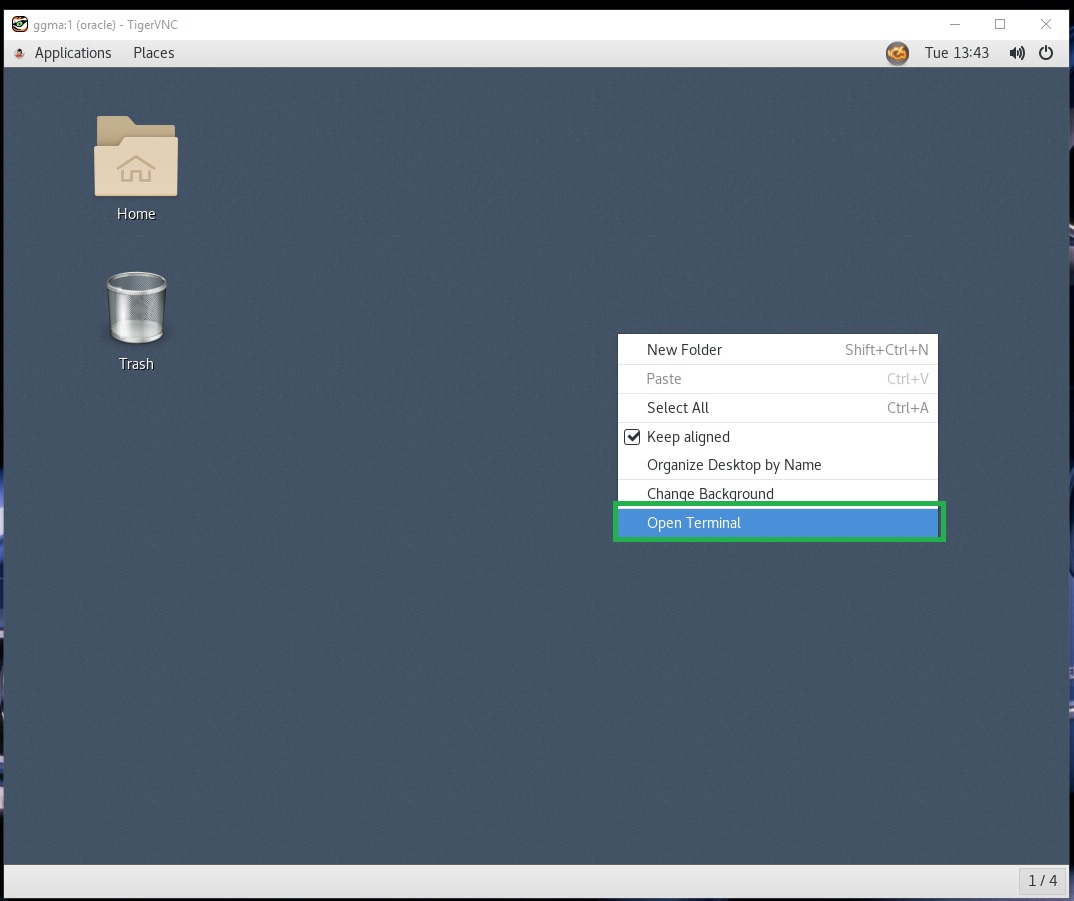 ggma:1 (oracle) - TigerVNC
Applications Places Tue 13:43
Home
Trash
New Folder Shift+Ctrl+N
Paste Ctrl+V
Select All Ctrl+A
Keep aligned
Organize Desktop by Name
Change Background
Open Terminal
1 / 4